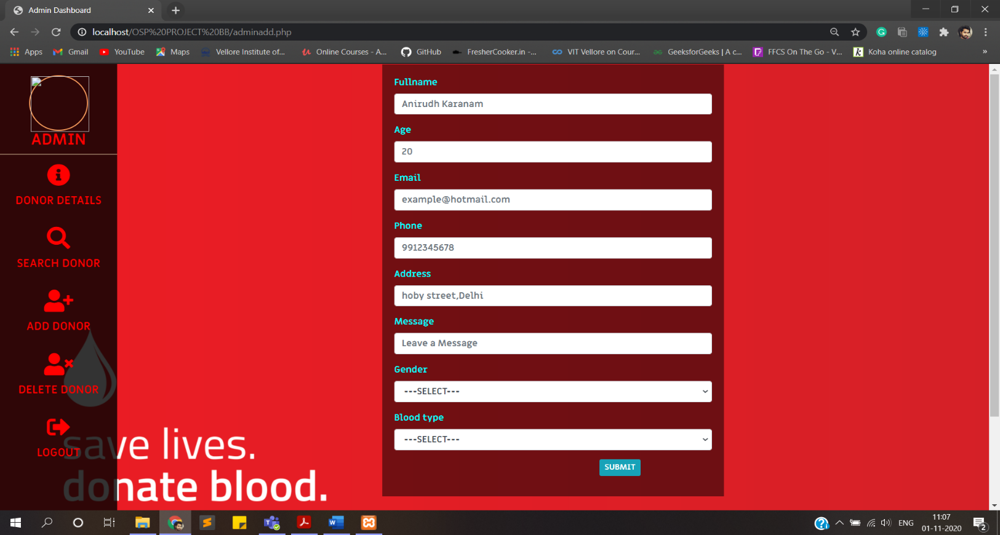 Admin Dashboard
localhost/OSP%20PROJECT%20BB/adminadd.php
Apps
Gmail
YouTube
Maps
Vellore Institute of...
Online Courses - A...
GitHub
FresherCooker.in -...
VIT Vellore on Cour...
GeeksforGeeks | A c...
FFCS On The Go - V...
Koha online catalog
»
ADMIN
DONOR DETAILS
SEARCH DONOR
ADD DONOR
DELETE DONOR
LOGOUT
save lives.
donate blood.
Fullname
Anirudh Karanam
Age
20
Email
example@hotmail.com
Phone
9912345678
Address
hoby street,Delhi
Message
Leave a Message
Gender
---SELECT---
Blood type
---SELECT---
SUBMIT
ENG
11:07
01-11-2020
2